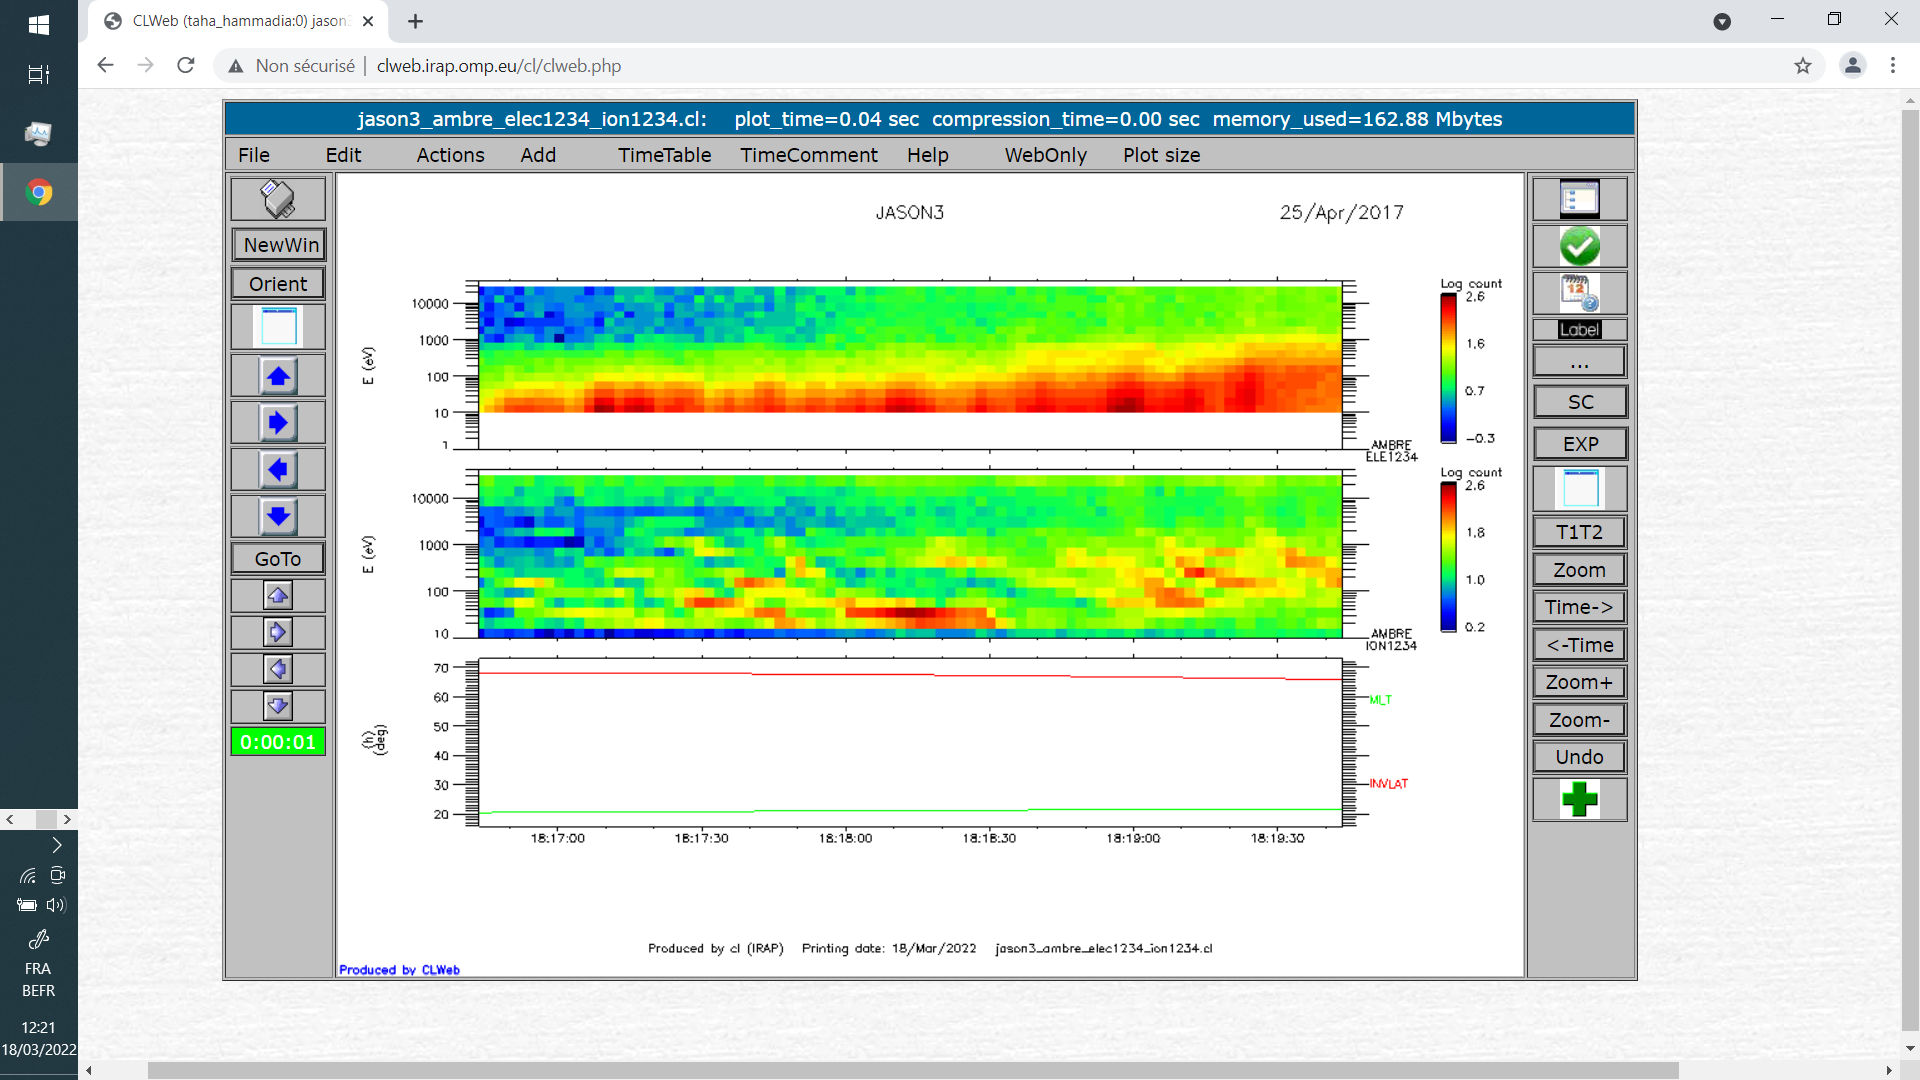 CLWeb (taha_hammadia:0) jason
Non sécurisé | clweb.irap.omp.eu/cl/clweb.php
jason3_ambre_elec1234_ion1234.cl: plot_time=0.04 sec compression_time=0.00 sec memory_used=162.88 Mbytes
File Edit Actions Add TimeTable TimeComment Help WebOnly Plot size
NewWin
Orient
GoTo
0:00:01
JASON3 25/Apr/2017
Log count
2.6
1.6
0.7
-0.3
10000
1000
100
10
1
E (eV)
AMBRE
ELE1234
Log count
2.6
1.8
1.0
0.2
10000
1000
100
10
E (eV)
AMBRE
ION1234
70
60
50
40
30
20
(h)
(deg)
MLT
INVLAT
18:17:00 18:17:30 18:18:00 18:18:30 18:19:00 18:19:30
Produced by cl (IRAP) Printing date: 18/Mar/2022 jason3_ambre_elec1234_ion1234.cl
Produced by CLWeb
12
Label
...
SC
EXP
T1T2
Zoom
Time->
<-Time
Zoom+
Zoom-
Undo
FRA
BEFR
12:21
18/03/2022